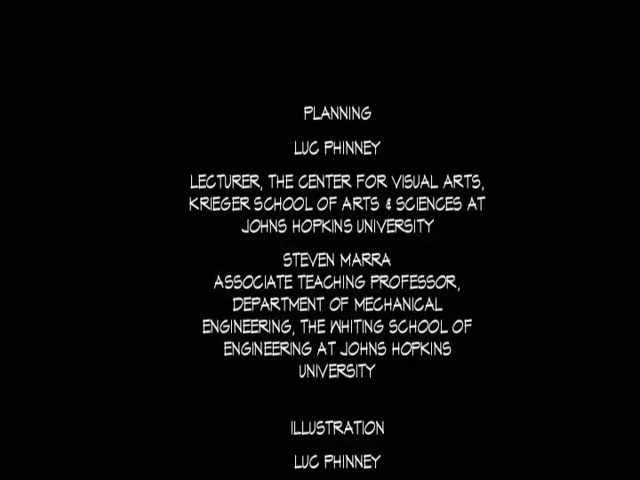 PLANNING
LUC PHINNEY
LECTURER, THE CENTER FOR VISUAL ARTS,
KRIEGER SCHOOL OF ARTS & SCIENCES AT
JOHNS HOPKINS UNIVERSITY
STEVEN MARRA
ASSOCIATE TEACHING PROFESSOR,
DEPARTMENT OF MECHANICAL
ENGINEERING, THE WHITING SCHOOL OF
ENGINEERING AT JOHNS HOPKINS
UNIVERSITY
ILLUSTRATION
LUC PHINNEY